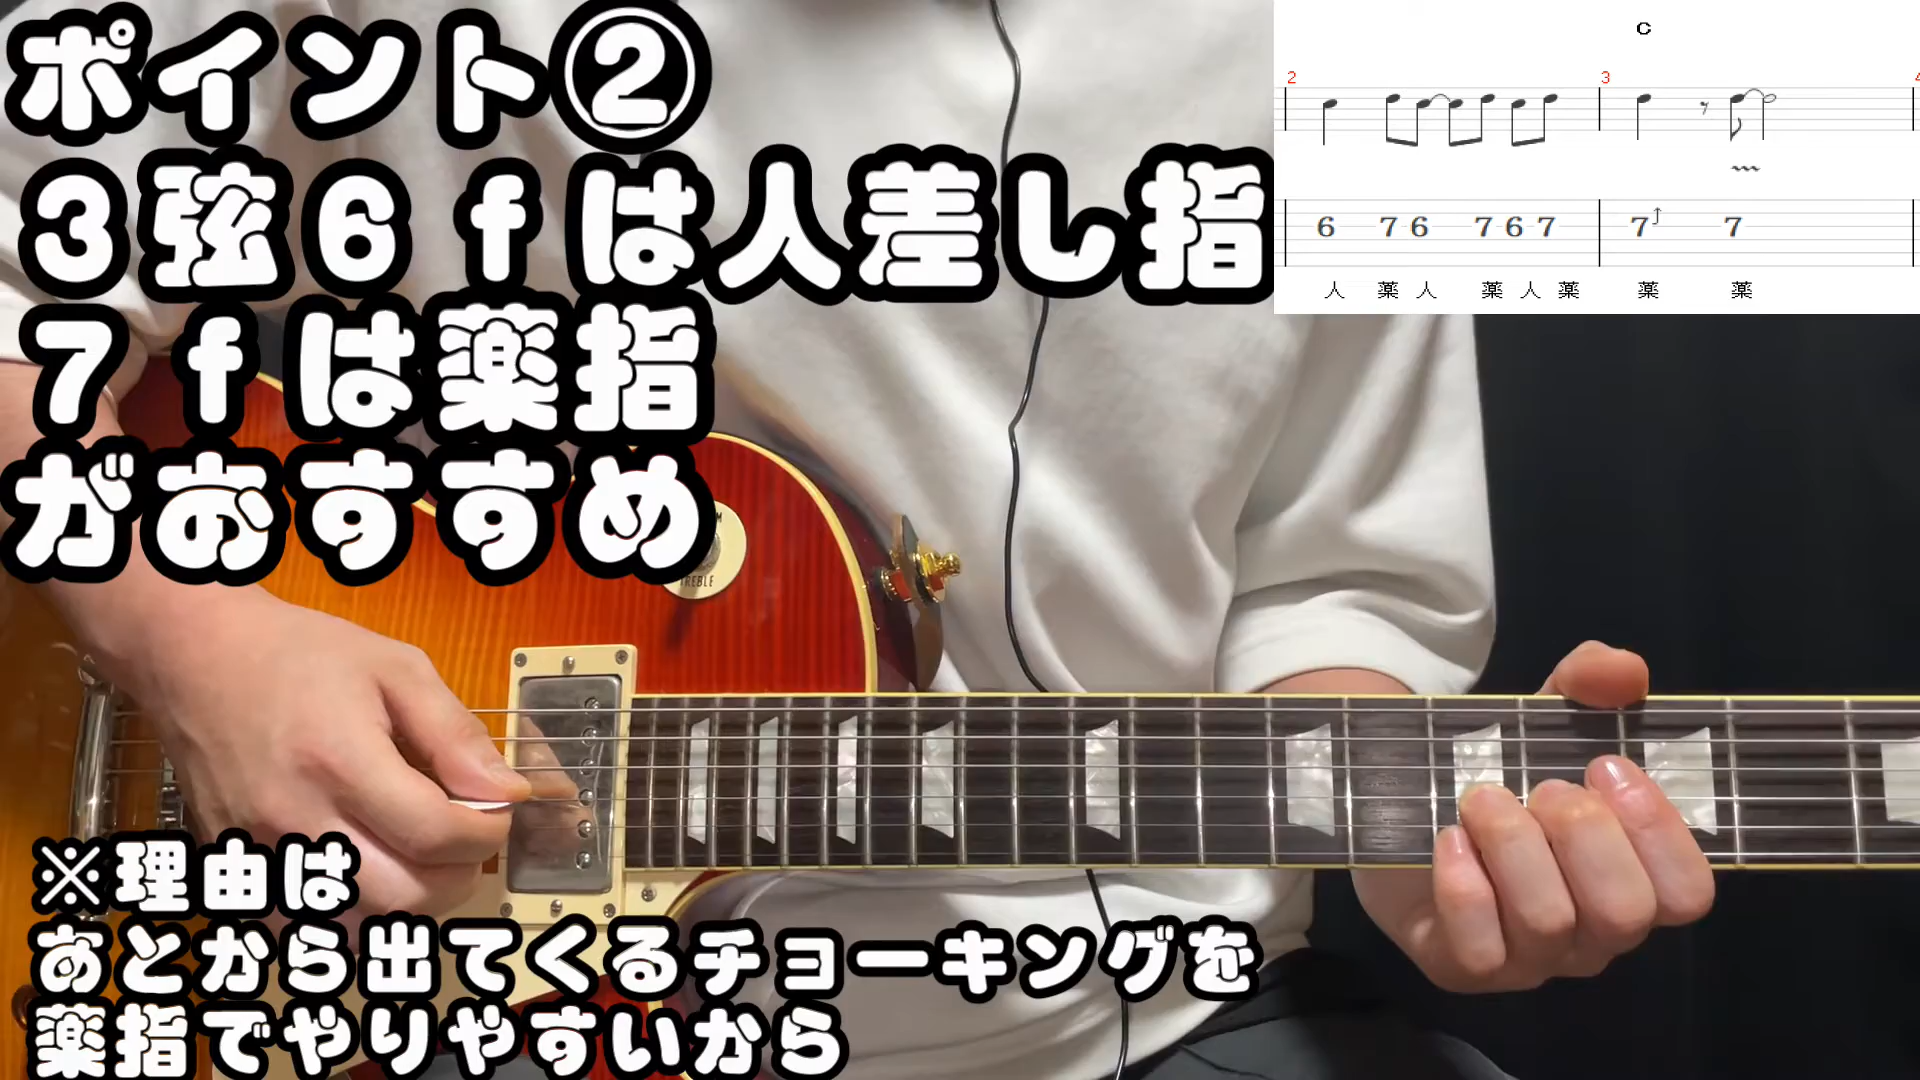 ポイント②
3弦6fは人差し指
7fは薬指
がおすすめ
C
2 3 4
6 7 6 7 6 7 7 7
人 薬 人 薬 人 薬 薬 薬
TREBLE
※理由は
あとから出てくるチョーキングを
薬指でやりやすいから